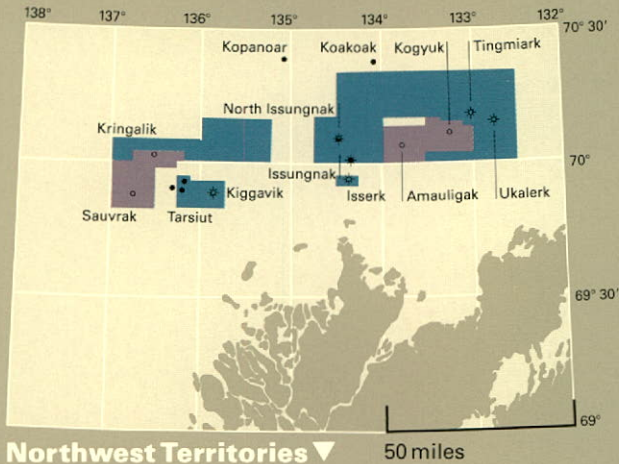 138° 137° 136° 135° 134° 133° 132°
70° 30'
Kopanoar Koakoak Kogyuk Tingmiark
North Issungnak
Kringalik
70°
Issungnak
Kiggavik Isserk Amauligak Ukalerk
Sauvrak Tarsiut
69° 30'
69°
Northwest Territories ▼ 50 miles